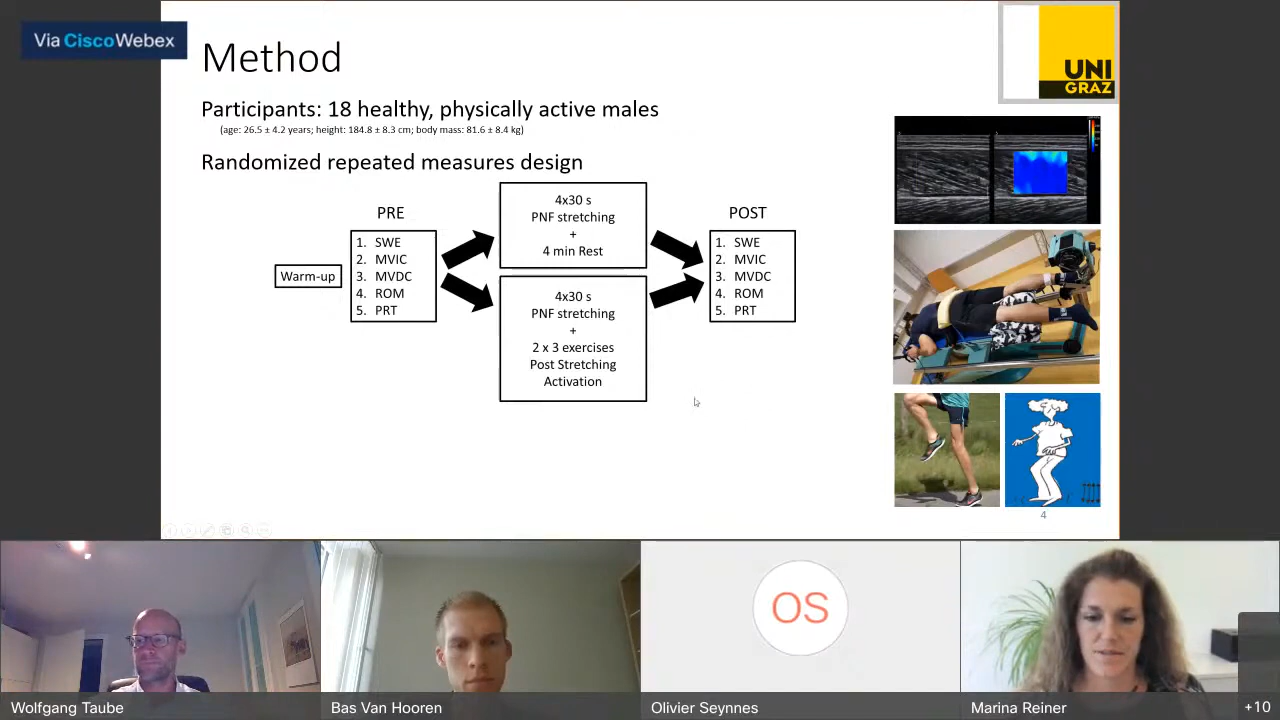 Via Cisco Webex
Method
UNI
GRAZ
Participants: 18 healthy, physically active males
(age: 26.5 ± 4.2 years; height: 184.8 ± 8.3 cm; body mass: 81.6 ± 8.4 kg)
Randomized repeated measures design
Warm-up
PRE
1. SWE
2. MVIC
3. MVDC
4. ROM
5. PRT
4x30 s
PNF stretching
+
4 min Rest
4x30 s
PNF stretching
+
2 x 3 exercises
Post Stretching
Activation
POST
1. SWE
2. MVIC
3. MVDC
4. ROM
5. PRT
4
OS
Wolfgang Taube
Bas Van Hooren
Olivier Seynnes
Marina Reiner
+10